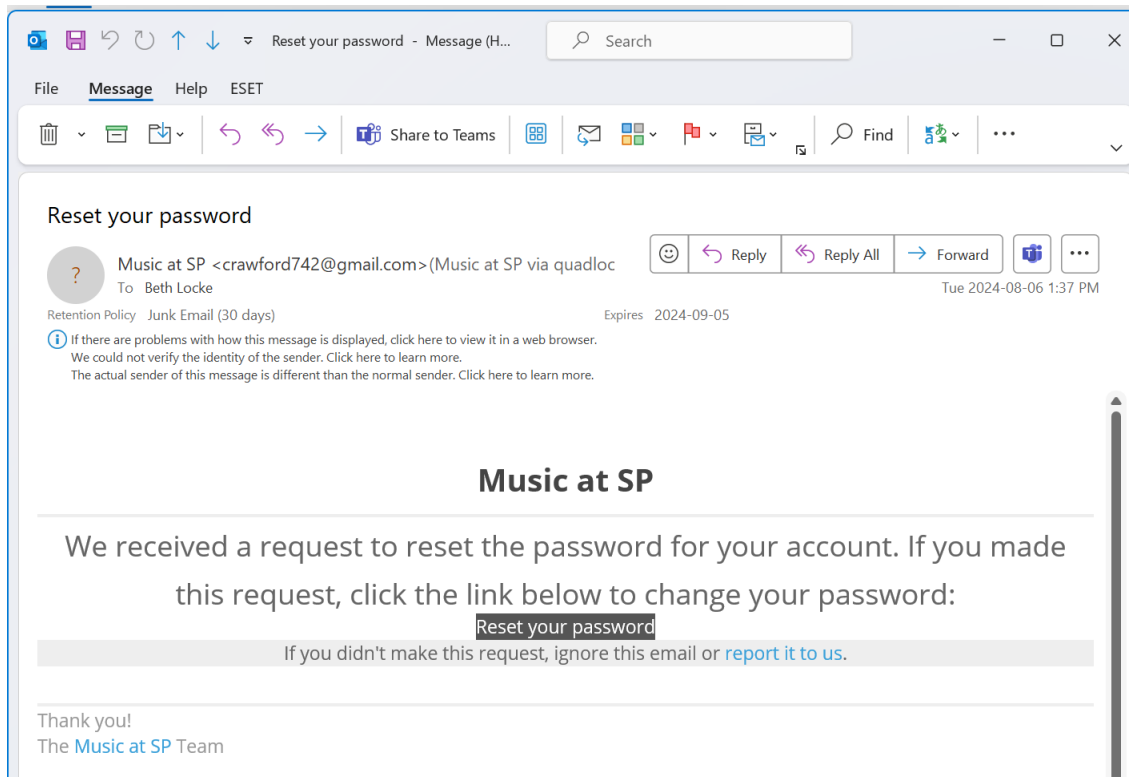 Reset your password - Message (H...
Search
File Message Help ESET
Share to Teams
Find
Reset your password
?
Music at SP <crawford742@gmail.com>(Music at SP via quadloc
Reply
Reply All
Forward
To Beth Locke
Tue 2024-08-06 1:37 PM
Retention Policy Junk Email (30 days)
Expires 2024-09-05
If there are problems with how this message is displayed, click here to view it in a web browser.
We could not verify the identity of the sender. Click here to learn more.
The actual sender of this message is different than the normal sender. Click here to learn more.
Music at SP
We received a request to reset the password for your account. If you made
this request, click the link below to change your password:
Reset your password
If you didn't make this request, ignore this email or report it to us.
Thank you!
The Music at SP Team